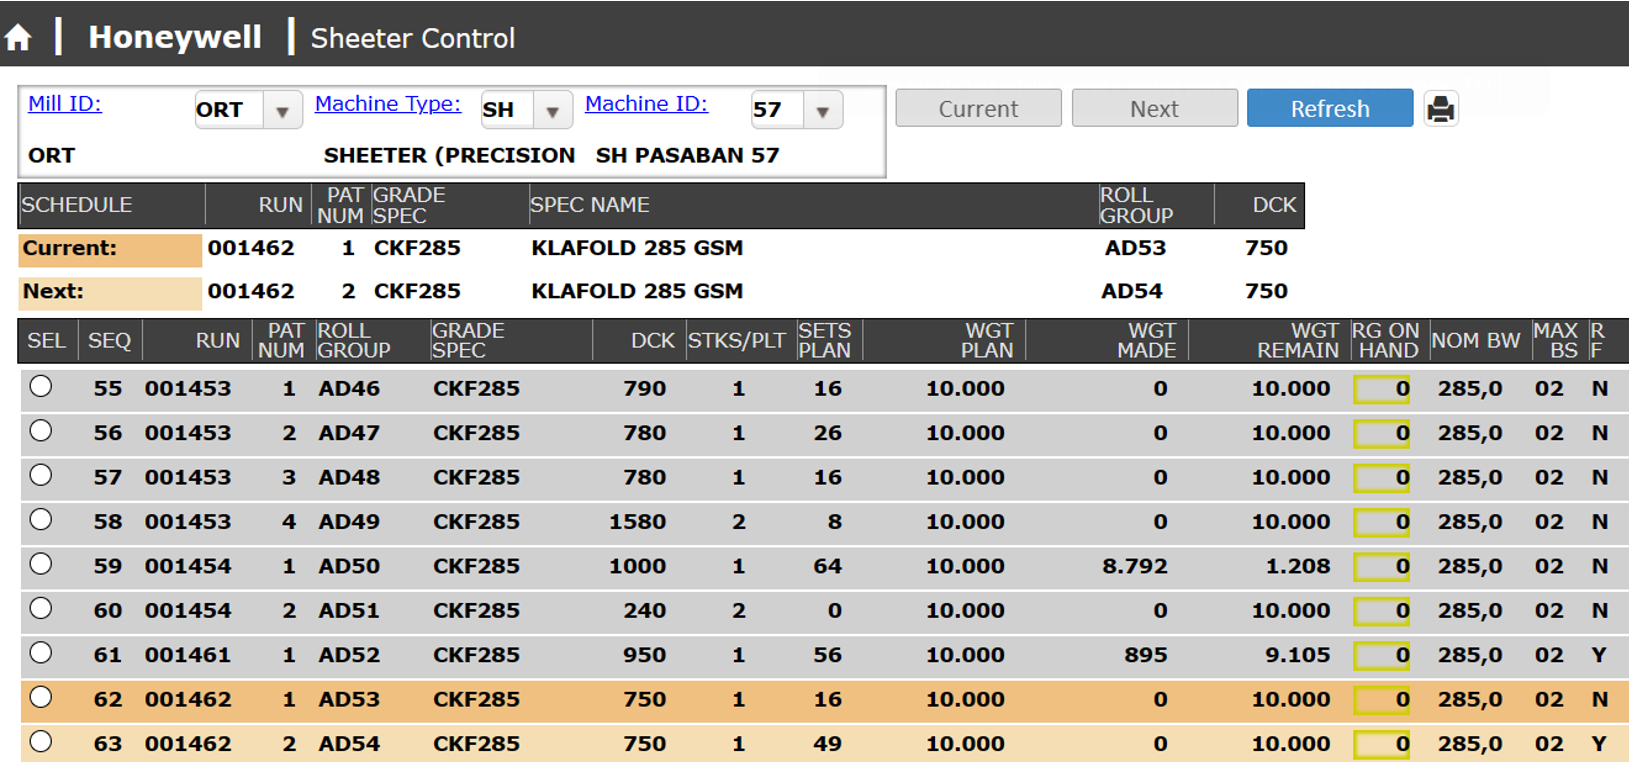 Honeywell Sheeter Control
Mill ID: ORT Machine Type: SH Machine ID: 57 Current Next Refresh
ORT SHEETER (PRECISION SH PASABAN 57
SCHEDULE RUN PAT NUM GRADE SPEC SPEC NAME ROLL GROUP DCK
Current: 001462 1 CKF285 KLAFOLD 285 GSM AD53 750
Next: 001462 2 CKF285 KLAFOLD 285 GSM AD54 750
SEL SEQ RUN PAT NUM ROLL GROUP GRADE SPEC DCK STKS/PLT SETS PLAN WGT PLAN WGT MADE WGT REMAIN RG ON HAND NOM BW MAX BS R F
55 001453 1 AD46 CKF285 790 1 16 10.000 0 10.000 0 285,0 02 N
56 001453 2 AD47 CKF285 780 1 26 10.000 0 10.000 0 285,0 02 N
57 001453 3 AD48 CKF285 780 1 16 10.000 0 10.000 0 285,0 02 N
58 001453 4 AD49 CKF285 1580 2 8 10.000 0 10.000 0 285,0 02 N
59 001454 1 AD50 CKF285 1000 1 64 10.000 8.792 1.208 0 285,0 02 N
60 001454 2 AD51 CKF285 240 2 0 10.000 0 10.000 0 285,0 02 N
61 001461 1 AD52 CKF285 950 1 56 10.000 895 9.105 0 285,0 02 Y
62 001462 1 AD53 CKF285 750 1 16 10.000 0 10.000 0 285,0 02 N
63 001462 2 AD54 CKF285 750 1 49 10.000 0 10.000 0 285,0 02 Y